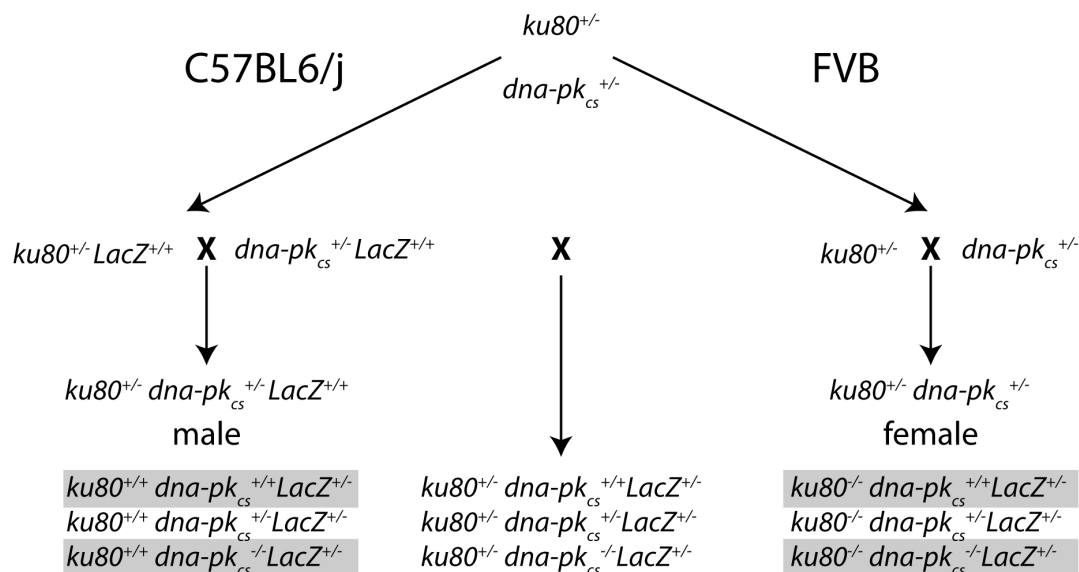 ku80+/-
C57BL6/j
FVB
dna-pkcs+/-
ku80+/- LacZ+/+ X dna-pkcs+/- LacZ+/+
X
ku80+/- X dna-pkcs+/-
ku80+/- dna-pkcs+/- LacZ+/+
male
ku80+/- dna-pkcs+/-
female
ku80+/+ dna-pkcs+/+LacZ+/-
ku80+/+ dna-pkcs+/-LacZ+/-
ku80+/+ dna-pkcs-/-LacZ+/-
ku80+/- dna-pkcs+/+LacZ+/-
ku80+/- dna-pkcs+/-LacZ+/-
ku80+/- dna-pkcs-/-LacZ+/-
ku80-/- dna-pkcs+/+LacZ+/-
ku80-/- dna-pkcs+/-LacZ+/-
ku80-/- dna-pkcs-/-LacZ+/-